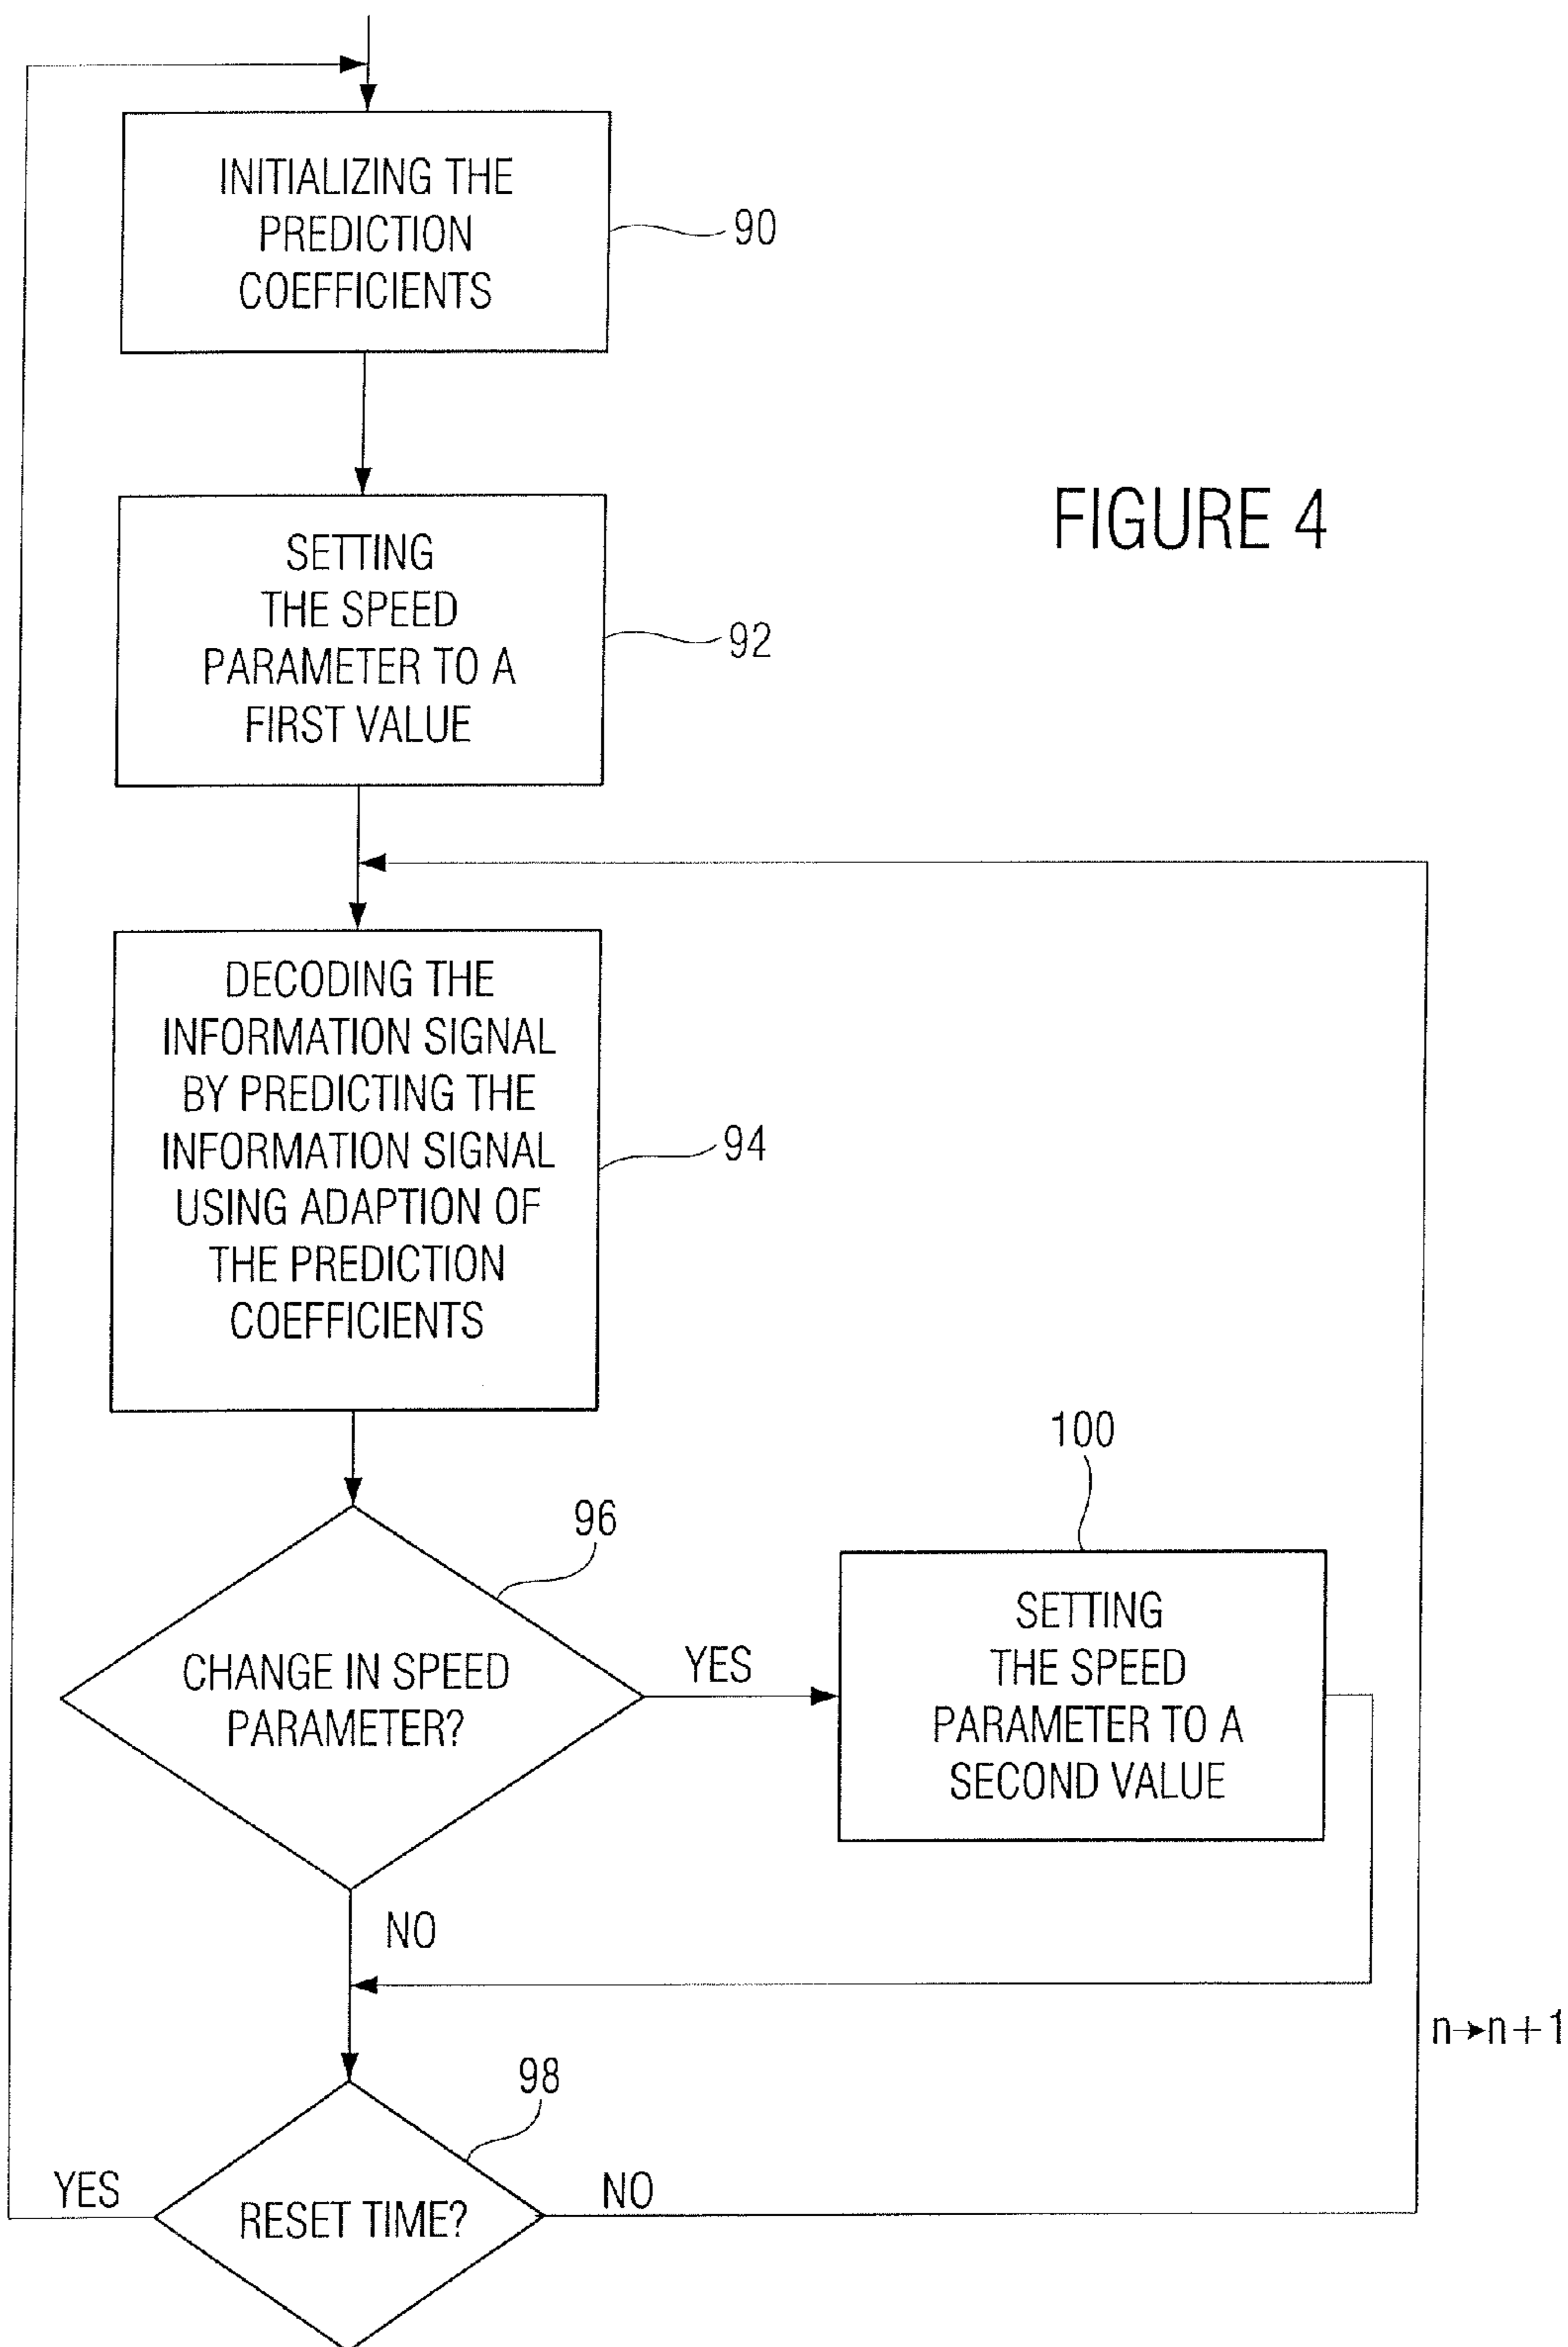 INITIALIZING THE
PREDICTION
COEFFICIENTS
90
FIGURE 4
SETTING
THE SPEED
PARAMETER TO A
FIRST VALUE
92
DECODING THE
INFORMATION SIGNAL
BY PREDICTING THE
INFORMATION SIGNAL
USING ADAPTION OF
THE PREDICTION
COEFFICIENTS
94
96
CHANGE IN SPEED
PARAMETER?
YES
100
SETTING
THE SPEED
PARAMETER TO A
SECOND VALUE
NO
n→n+1
98
YES
RESET TIME?
NO